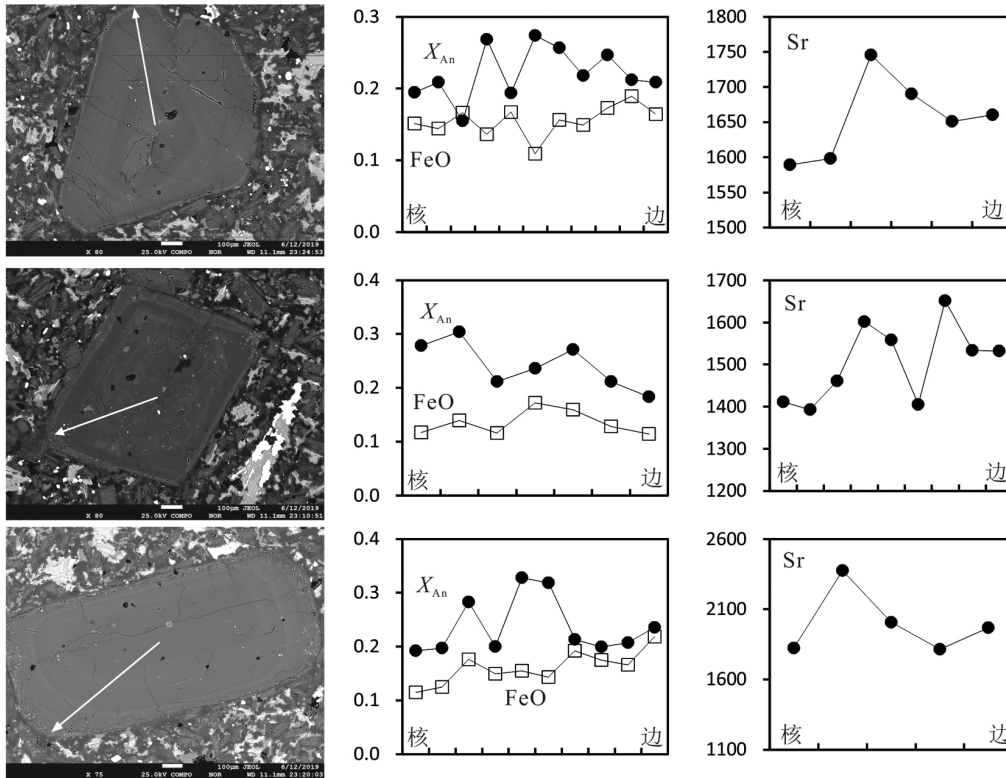 0.3
0.2
0.1
0.0
X_An
FeO
核
边
1800
1750
1700
1650
1600
1550
1500
Sr
核
边
100μm JEOL 6/12/2019
X 80 25.0kV COMPO NOR WD 11.1mm 23:24:53
0.4
0.3
0.2
0.1
0.0
X_An
FeO
核
边
1700
1600
1500
1400
1300
1200
Sr
核
边
100μm JEOL 6/12/2019
X 80 25.0kV COMPO NOR WD 11.1mm 23:10:51
0.4
0.3
0.2
0.1
0.0
X_An
FeO
核
边
2600
2100
1600
1100
Sr
核
边
100μm JEOL 6/12/2019
X 75 25.0kV COMPO NOR WD 11.1mm 23:20:03